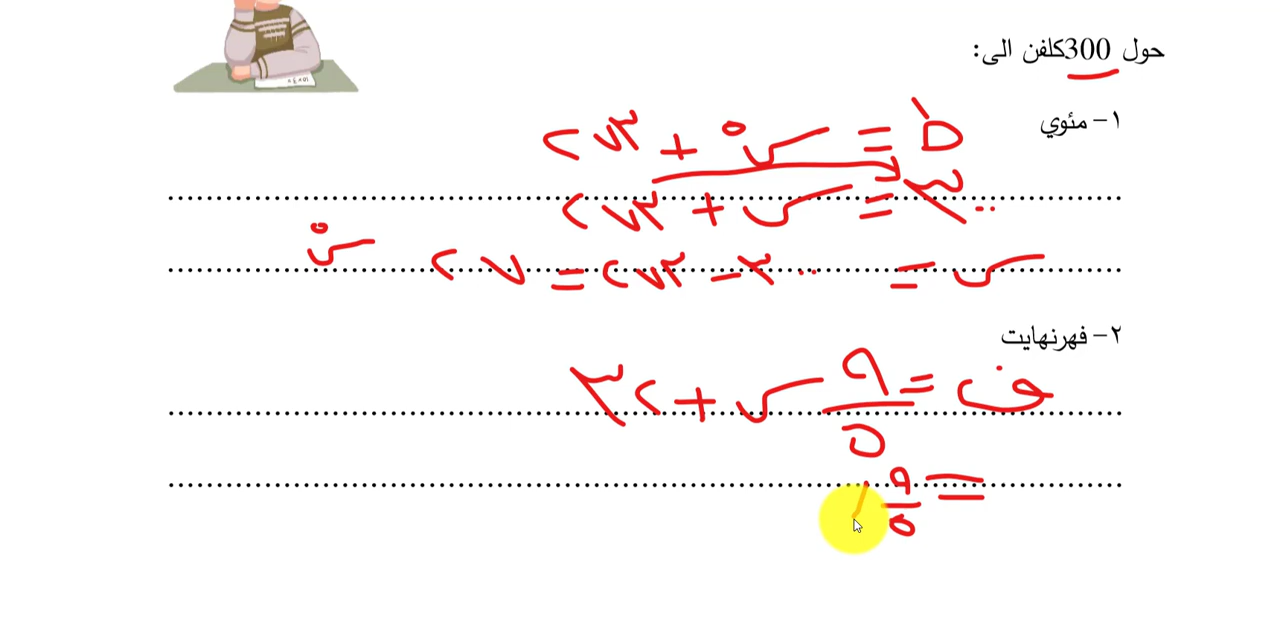 حول 300كلفن الى:
١- مئوي
ك = س° + ٢٧٣
٣٠٠ = س + ٢٧٣
س = ٣٠٠ - ٢٧٣ = ٢٧ س°
٢- فهرنهايت
ف = ٩/٥ س + ٣٢
= ٩/٥